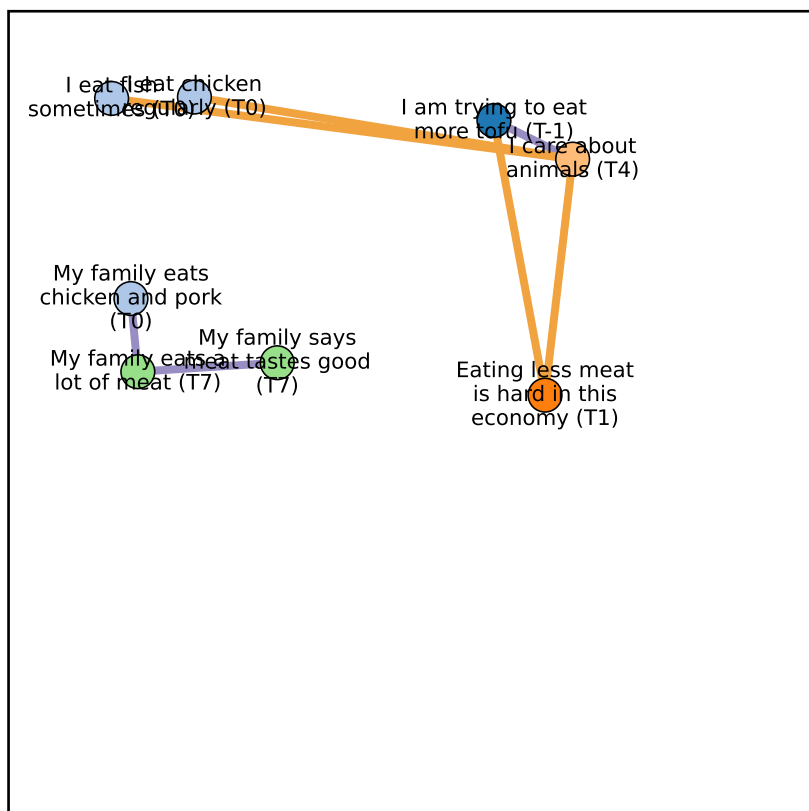 I eat fish
sometimes (T0)
I eat chicken
regularly (T0)
I am trying to eat
more tofu (T-1)
I care about
animals (T4)
My family eats
chicken and pork
(T0)
My family says
meat tastes good
(T7)
My family eats a
lot of meat (T7)
Eating less meat
is hard in this
economy (T1)